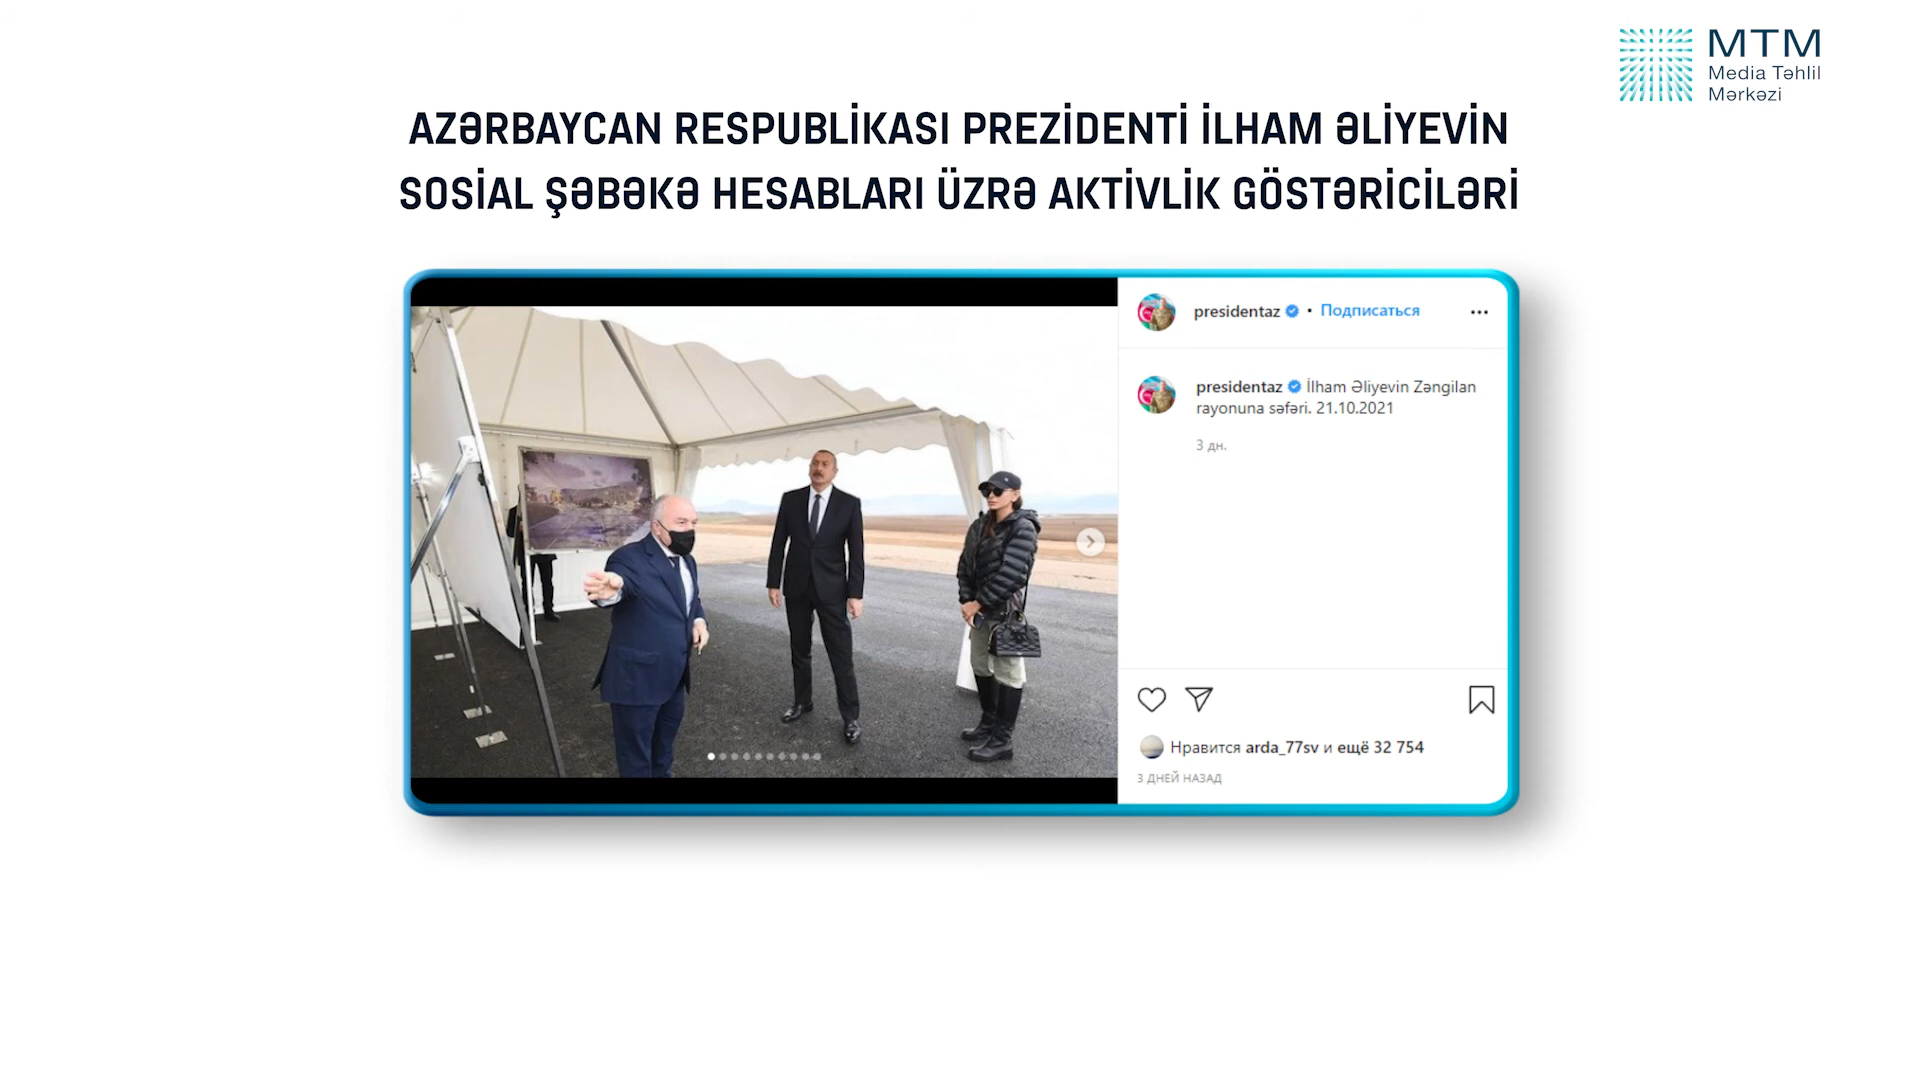 MTM
Media Təhlil
Mərkəzi
AZƏRBAYCAN RESPUBLİKASI PREZİDENTİ İLHAM ƏLİYEVİN
SOSİAL ŞƏBƏKƏ HESABLARI ÜZRƏ AKTİVLİK GÖSTƏRİCİLƏRİ
presidentaz • Подписаться
presidentaz İlham Əliyevin Zəngilan
rayonuna səfəri. 21.10.2021
3 дн.
Нравится arda_77sv и ещё 32 754
3 ДНЕЙ НАЗАД